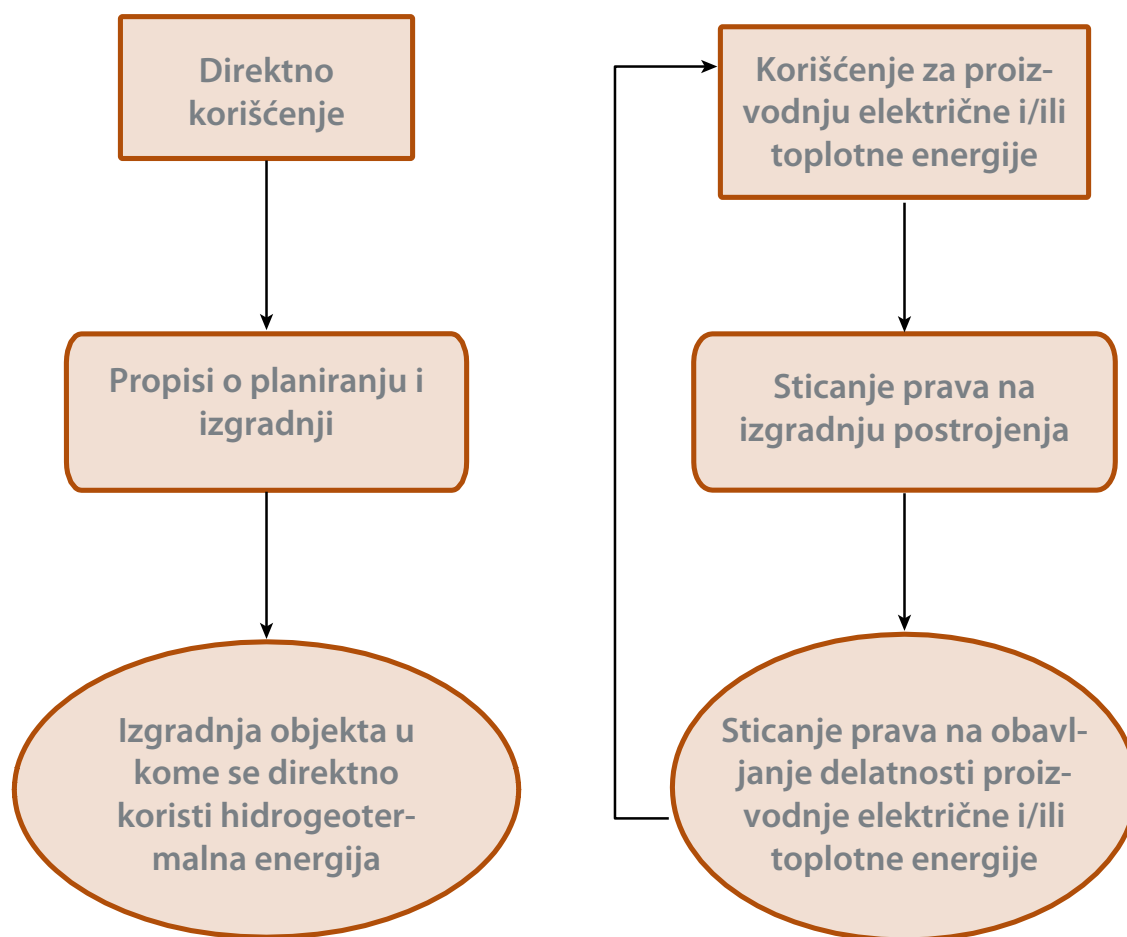 Direktno
korišćenje
Propisi o planiranju i
izgradnji
Izgradnja objekta u
kome se direktno
koristi hidrogeoter-
malna energija
Korišćenje za proiz-
vodnju električne i/ili
toplotne energije
Sticanje prava na
izgradnju postrojenja
Sticanje prava na obavl-
janje delatnosti proiz-
vodnje električne i/ili
toplotne energije